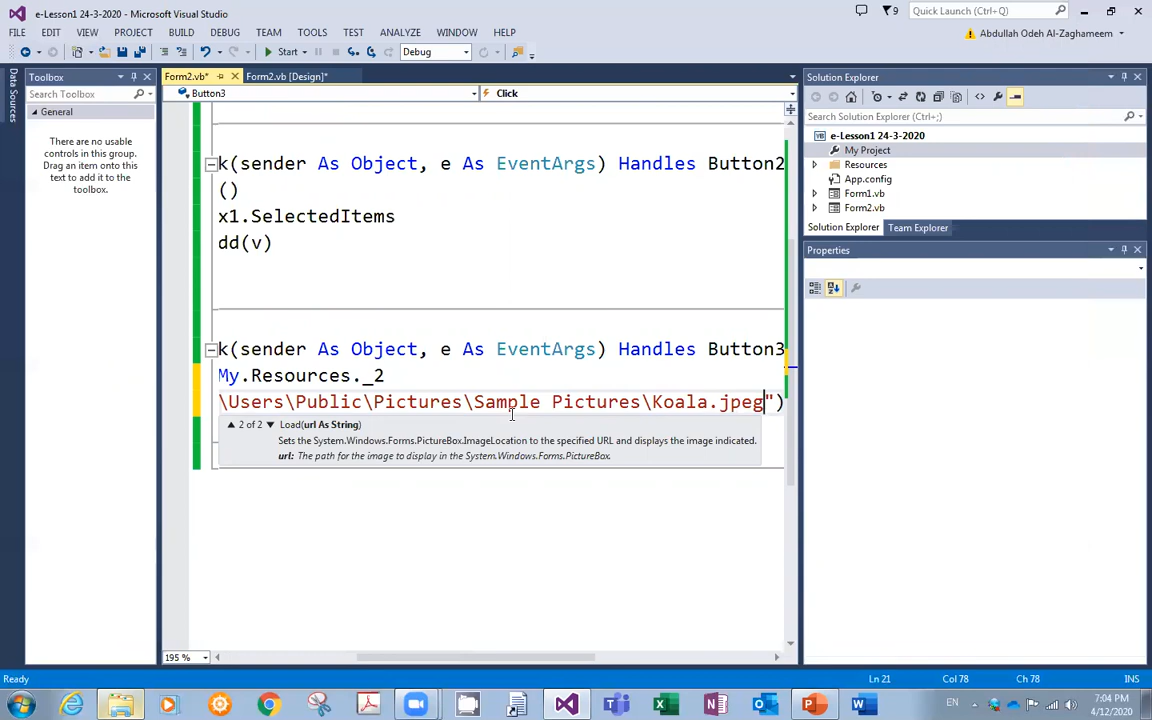 e-Lesson1 24-3-2020 - Microsoft Visual Studio
9
Quick Launch (Ctrl+Q)
FILE EDIT VIEW PROJECT BUILD DEBUG TEAM TOOLS TEST ANALYZE WINDOW HELP
Abdullah Odeh Al-Zaghameem
Start Debug
Data Sources
Toolbox
Search Toolbox
General
There are no usable
controls in this group.
Drag an item onto this
text to add it to the
toolbox.
Form2.vb* Form2.vb [Design]*
Button3 Click
k(sender As Object, e As EventArgs) Handles Button2
()
x1.SelectedItems
dd(v)
k(sender As Object, e As EventArgs) Handles Button3
My.Resources._2
\Users\Public\Pictures\Sample Pictures\Koala.jpeg")
2 of 2 Load(url As String)
Sets the System.Windows.Forms.PictureBox.ImageLocation to the specified URL and displays the image indicated.
url: The path for the image to display in the System.Windows.Forms.PictureBox.
195 %
Solution Explorer
Search Solution Explorer (Ctrl+;)
VB e-Lesson1 24-3-2020
My Project
Resources
App.config
Form1.vb
Form2.vb
Solution Explorer Team Explorer
Properties
Ready Ln 21 Col 78 Ch 78 INS
EN 7:04 PM
4/12/2020